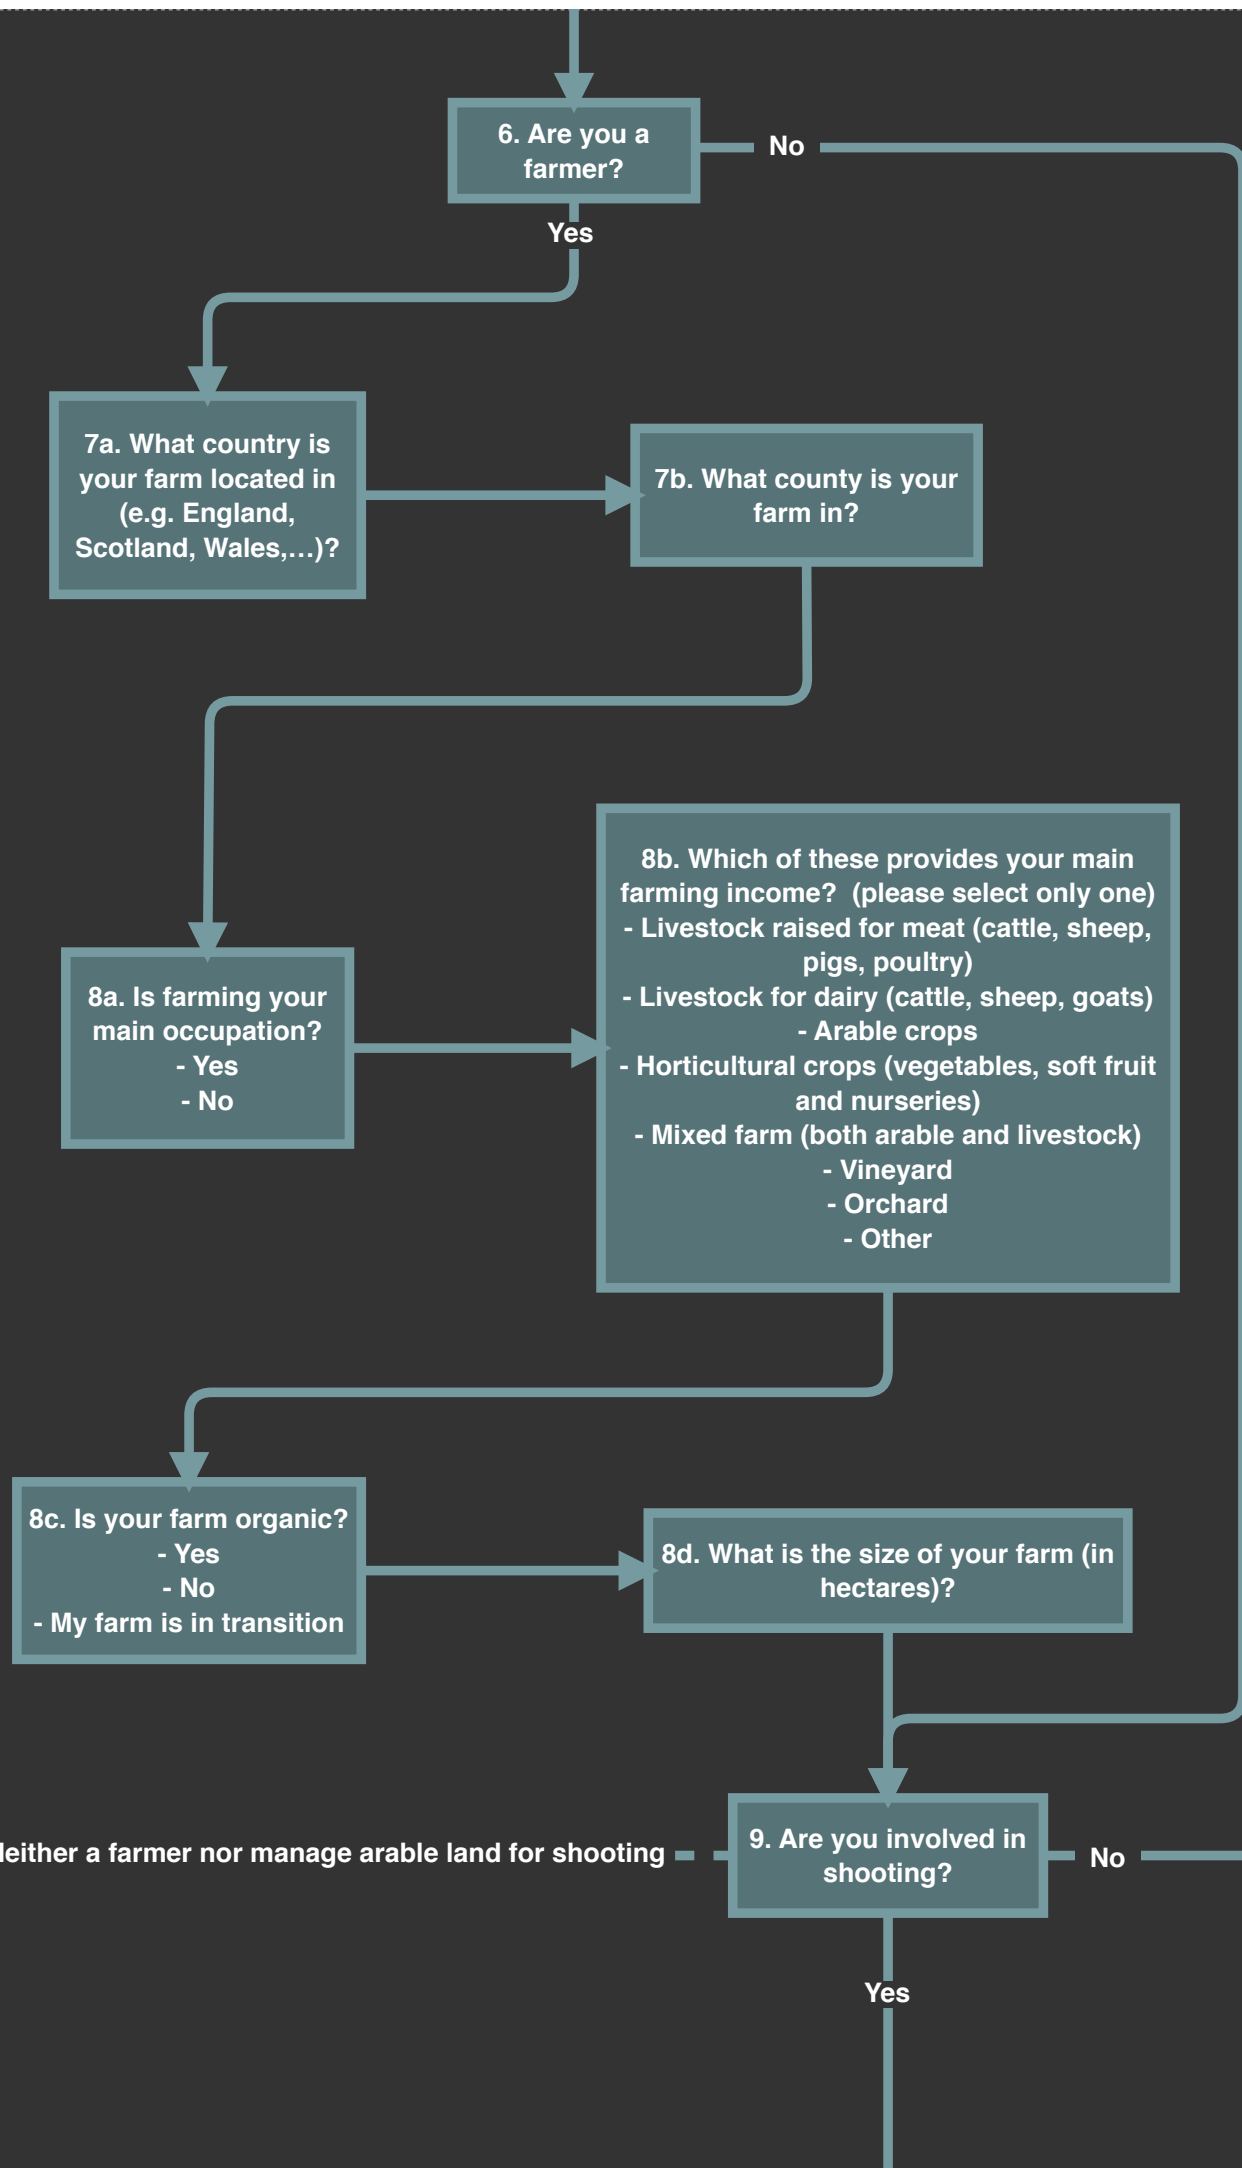 6. Are you a
farmer?
No
Yes
7a. What country is
your farm located in
(e.g. England,
Scotland, Wales,...)?
7b. What county is your
farm in?
8a. Is farming your
main occupation?
- Yes
- No
8b. Which of these provides your main
farming income?  (please select only one)
- Livestock raised for meat (cattle, sheep,
pigs, poultry)
- Livestock for dairy (cattle, sheep, goats)
- Arable crops
- Horticultural crops (vegetables, soft fruit
and nurseries)
- Mixed farm (both arable and livestock)
- Vineyard
- Orchard
- Other
8c. Is your farm organic?
- Yes
- No
- My farm is in transition
8d. What is the size of your farm (in
hectares)?
a farmer nor manage arable land for shooting
9. Are you involved in
shooting?
No
Yes